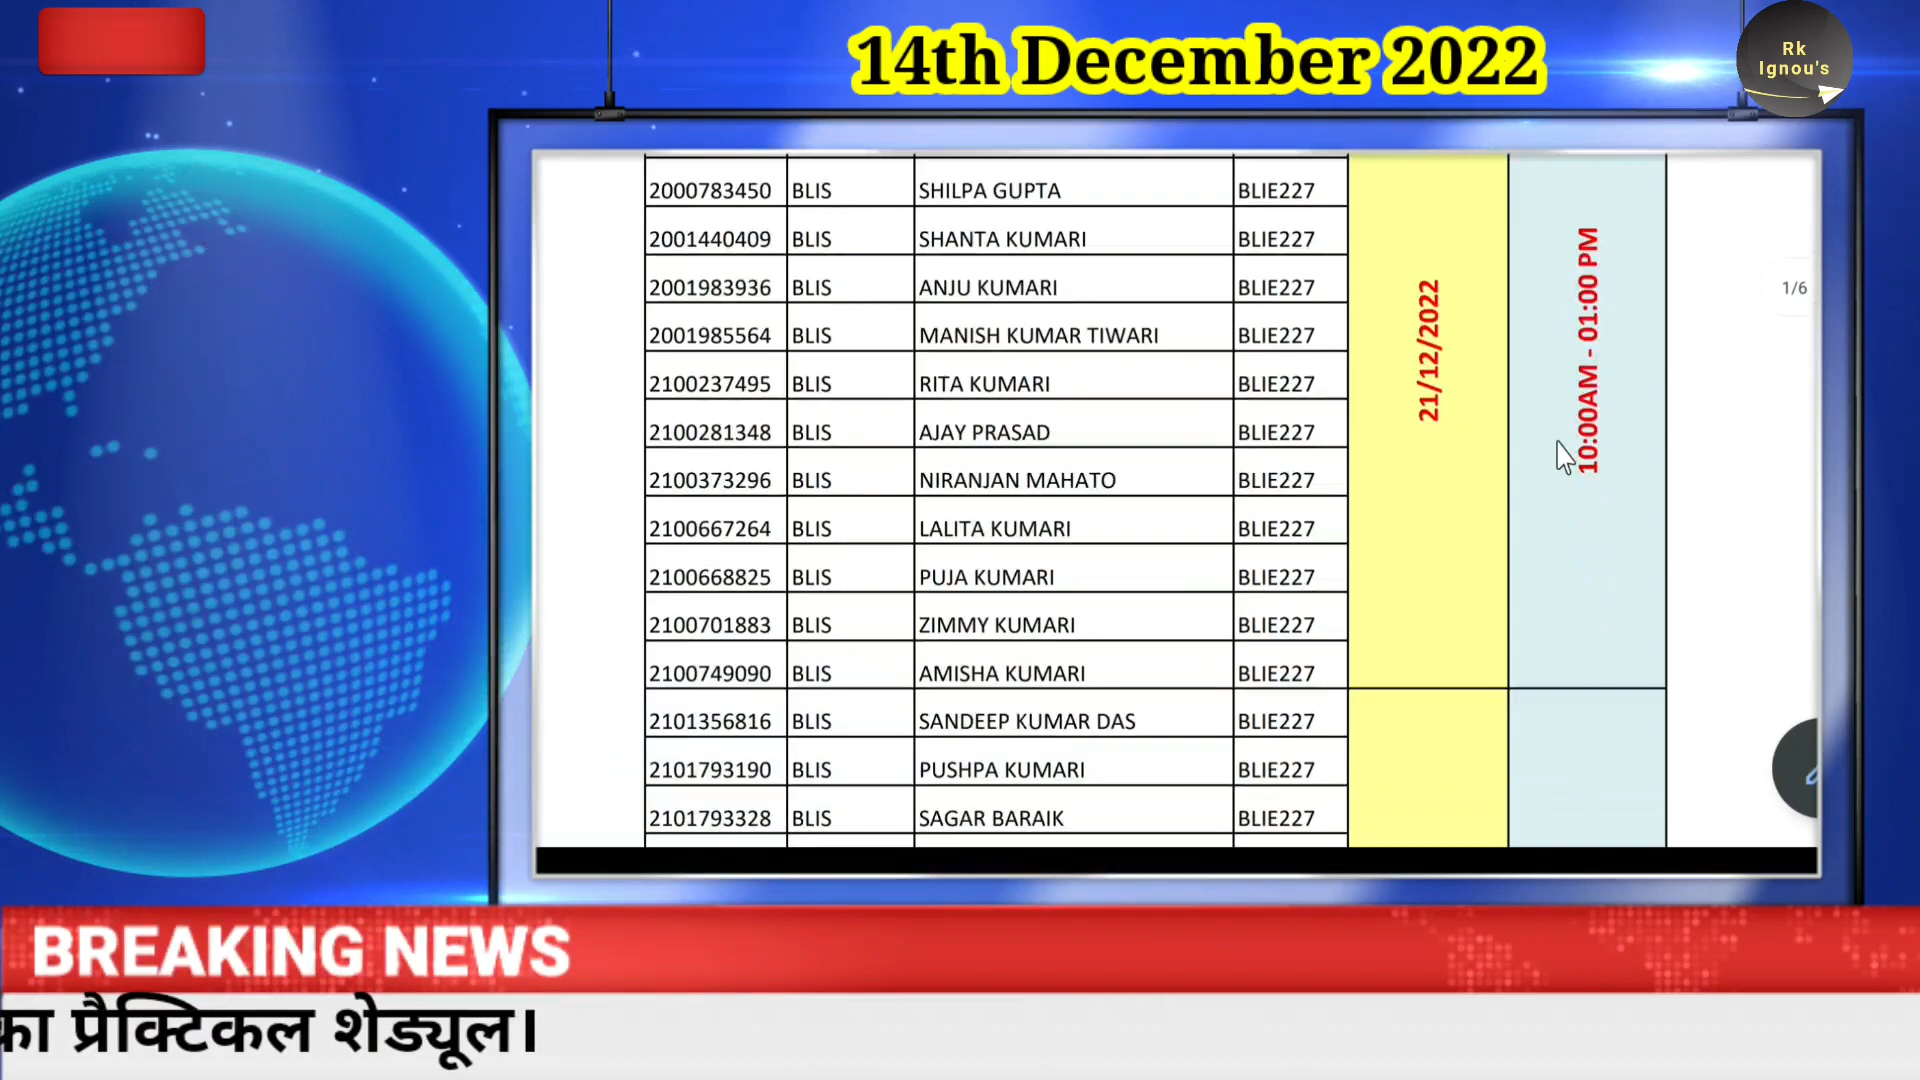 14th December 2022
Rk
Ignou's
2000783450 BLIS SHILPA GUPTA BLIE227
2001440409 BLIS SHANTA KUMARI BLIE227
2001983936 BLIS ANJU KUMARI BLIE227
2001985564 BLIS MANISH KUMAR TIWARI BLIE227
2100237495 BLIS RITA KUMARI BLIE227
2100281348 BLIS AJAY PRASAD BLIE227
2100373296 BLIS NIRANJAN MAHATO BLIE227
2100667264 BLIS LALITA KUMARI BLIE227
2100668825 BLIS PUJA KUMARI BLIE227
2100701883 BLIS ZIMMY KUMARI BLIE227
2100749090 BLIS AMISHA KUMARI BLIE227
2101356816 BLIS SANDEEP KUMAR DAS BLIE227
2101793190 BLIS PUSHPA KUMARI BLIE227
2101793328 BLIS SAGAR BARAIK BLIE227
21/12/2022
10:00AM - 01:00 PM
1/6
BREAKING NEWS
का प्रैक्टिकल शेड्यूल।